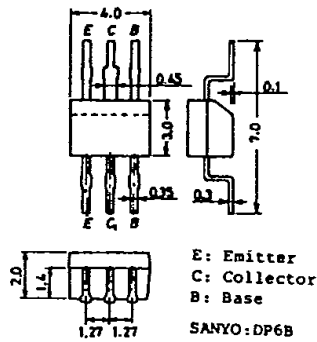 4.0
E C B
0.45
0.1
3.0
7.0
0.35
0.3
E C₁ B
2.0
1.4
1.27 1.27
E: Emitter
C: Collector
B: Base
SANYO:DP6B